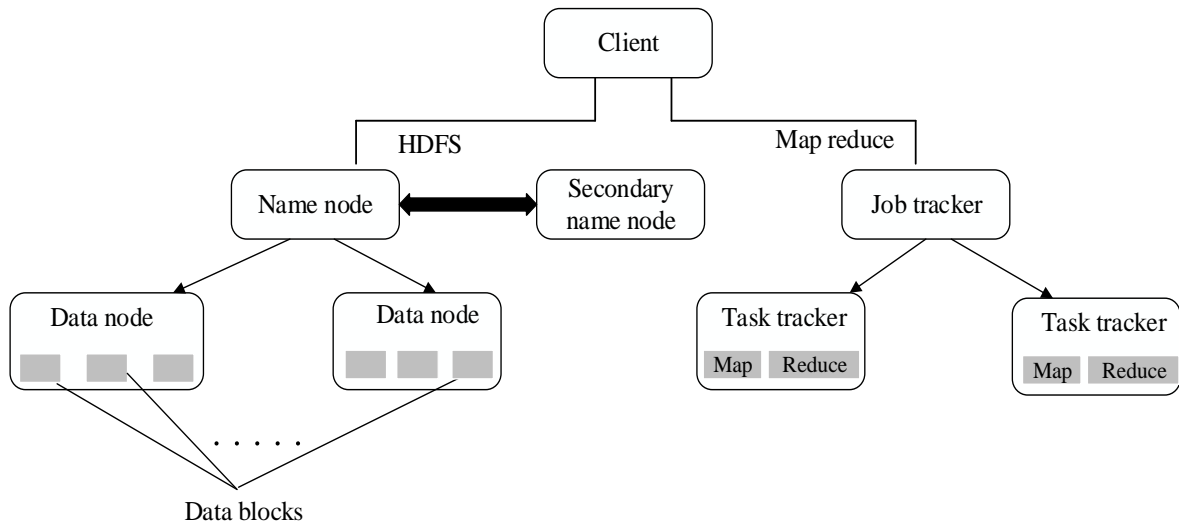 Client
HDFS
Map reduce
Name node
Secondary
name node
Job tracker
Data node
Data node
Task tracker
Map
Reduce
Task tracker
Map
Reduce
. . . . .
Data blocks